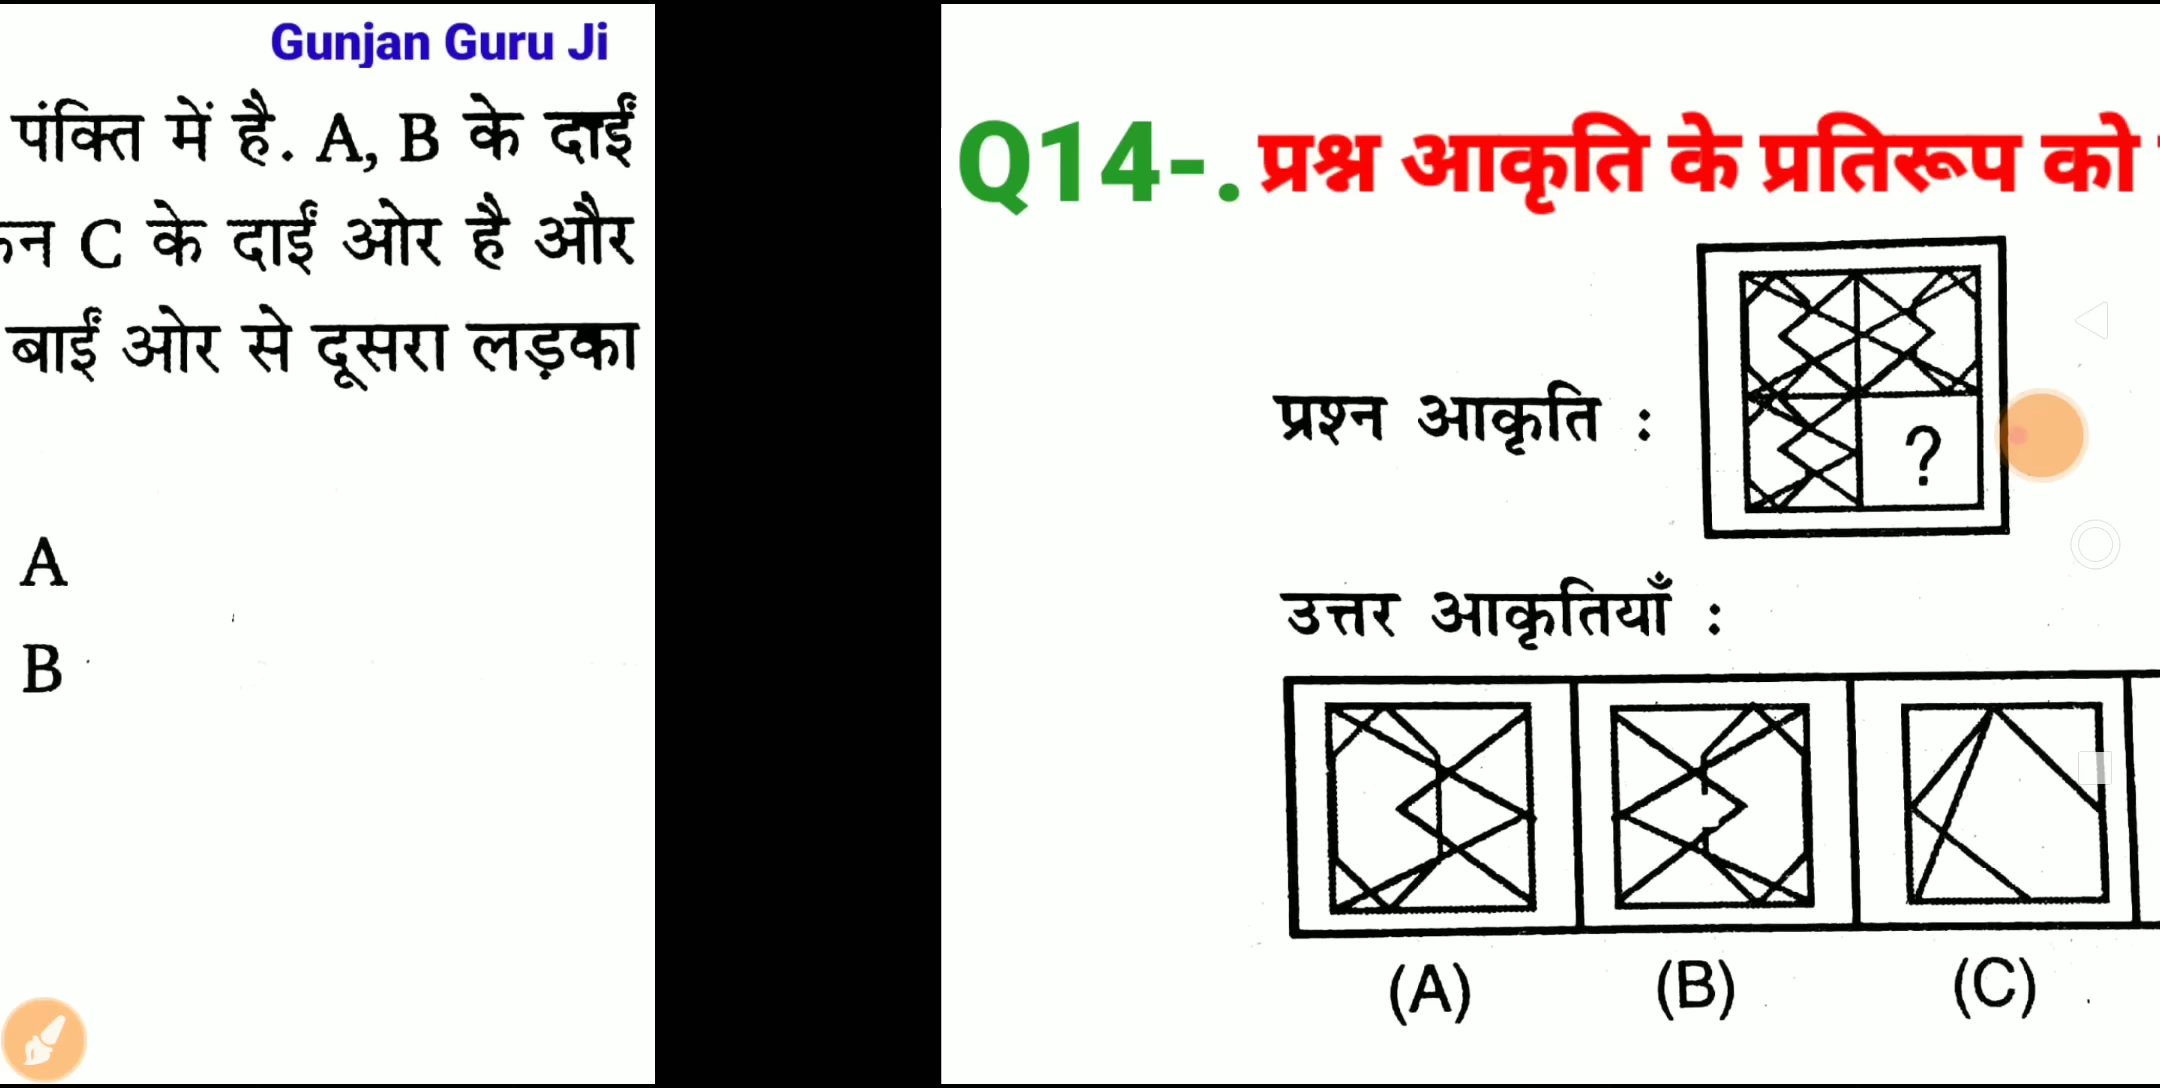 Gunjan Guru Ji
पंक्ति में है. A, B के दाईं
न C के दाईं ओर है और
बाईं ओर से दूसरा लड़का
A
B
Q14-. प्रश्न आकृति के प्रतिरूप को
प्रश्न आकृति :
?
उत्तर आकृतियाँ :
(A) (B) (C)